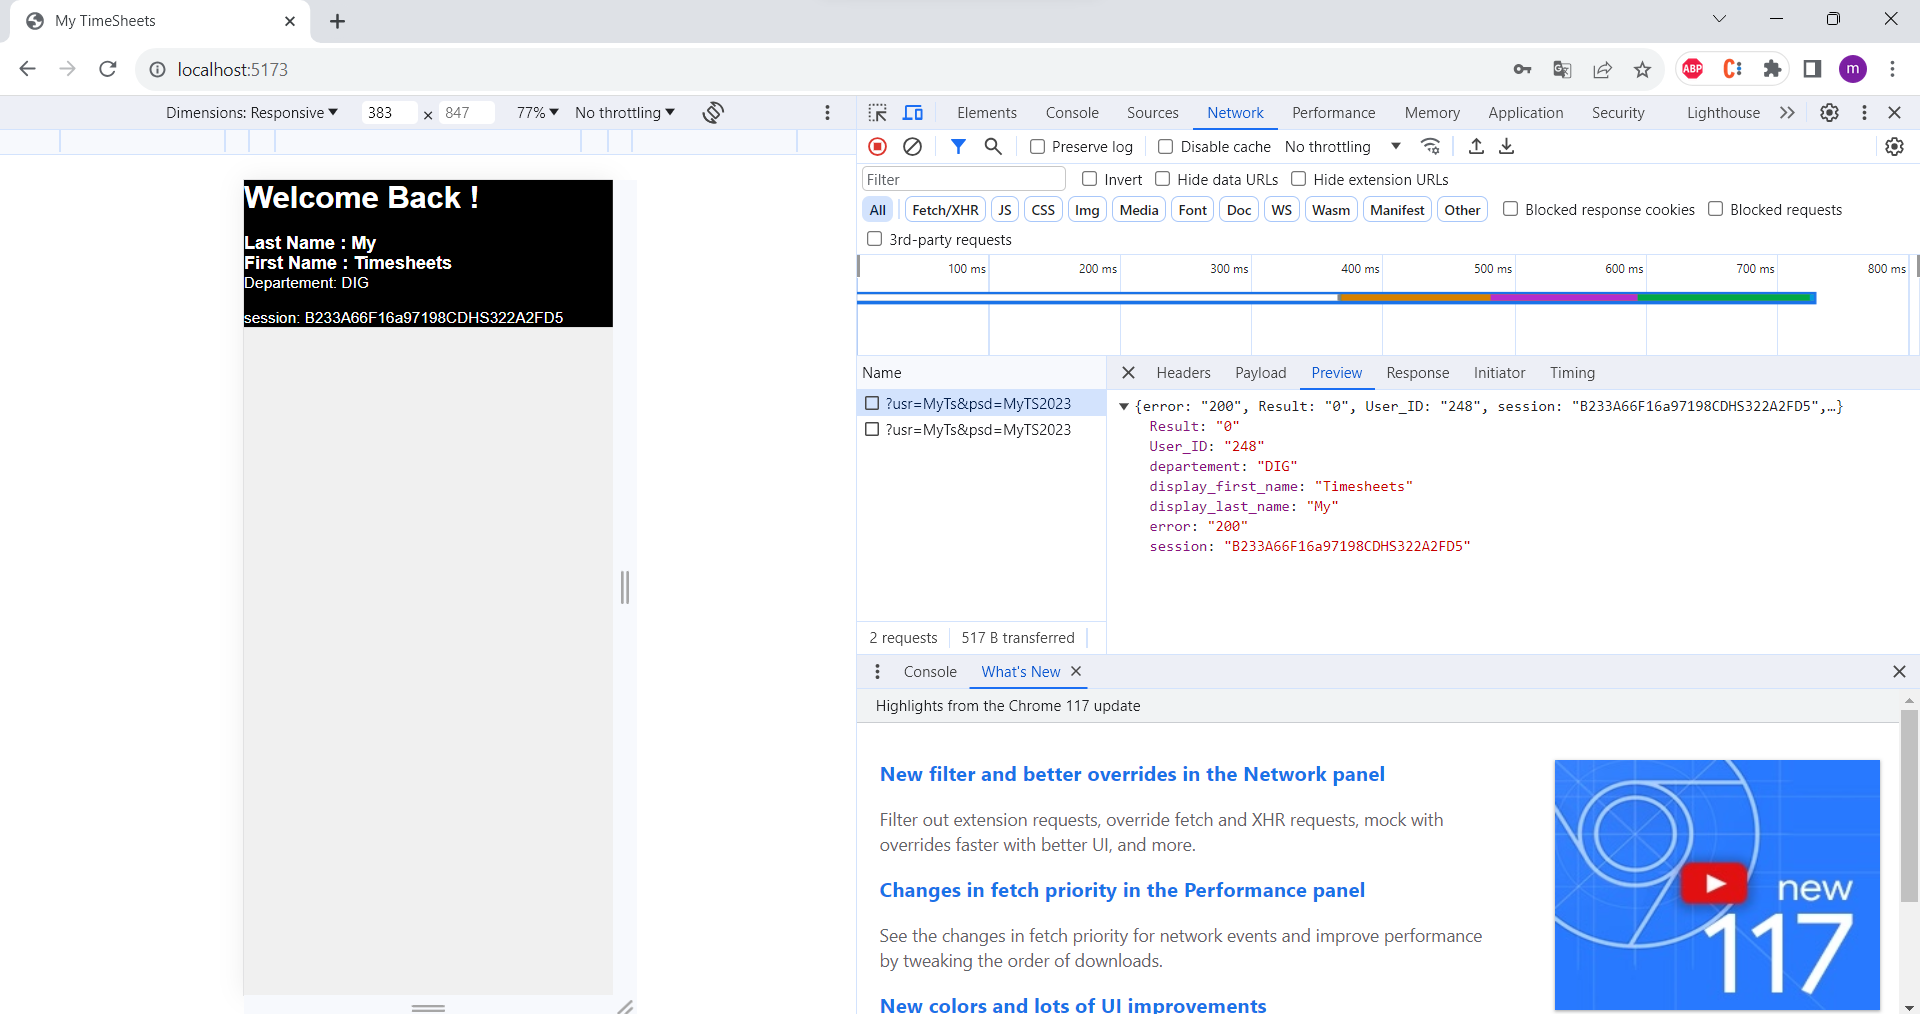 My TimeSheets
localhost:5173
ABP
m
Dimensions: Responsive 383 × 847 77% No throttling
Elements Console Sources Network Performance Memory Application Security Lighthouse
Preserve log Disable cache No throttling
Filter Invert Hide data URLs Hide extension URLs
All Fetch/XHR JS CSS Img Media Font Doc WS Wasm Manifest Other Blocked response cookies Blocked requests
3rd-party requests
100 ms 200 ms 300 ms 400 ms 500 ms 600 ms 700 ms 800 ms
Welcome Back !
Last Name : My
First Name : Timesheets
Departement: DIG
session: B233A66F16a97198CDHS322A2FD5
Name
?usr=MyTs&psd=MyTS2023
?usr=MyTs&psd=MyTS2023
2 requests 517 B transferred
Headers Payload Preview Response Initiator Timing
{error: "200", Result: "0", User_ID: "248", session: "B233A66F16a97198CDHS322A2FD5",…}
Result: "0"
User_ID: "248"
departement: "DIG"
display_first_name: "Timesheets"
display_last_name: "My"
error: "200"
session: "B233A66F16a97198CDHS322A2FD5"
Console What's New
Highlights from the Chrome 117 update
New filter and better overrides in the Network panel
Filter out extension requests, override fetch and XHR requests, mock with
overrides faster with better UI, and more.
Changes in fetch priority in the Performance panel
See the changes in fetch priority for network events and improve performance
by tweaking the order of downloads.
New colors and lots of UI improvements
new
117